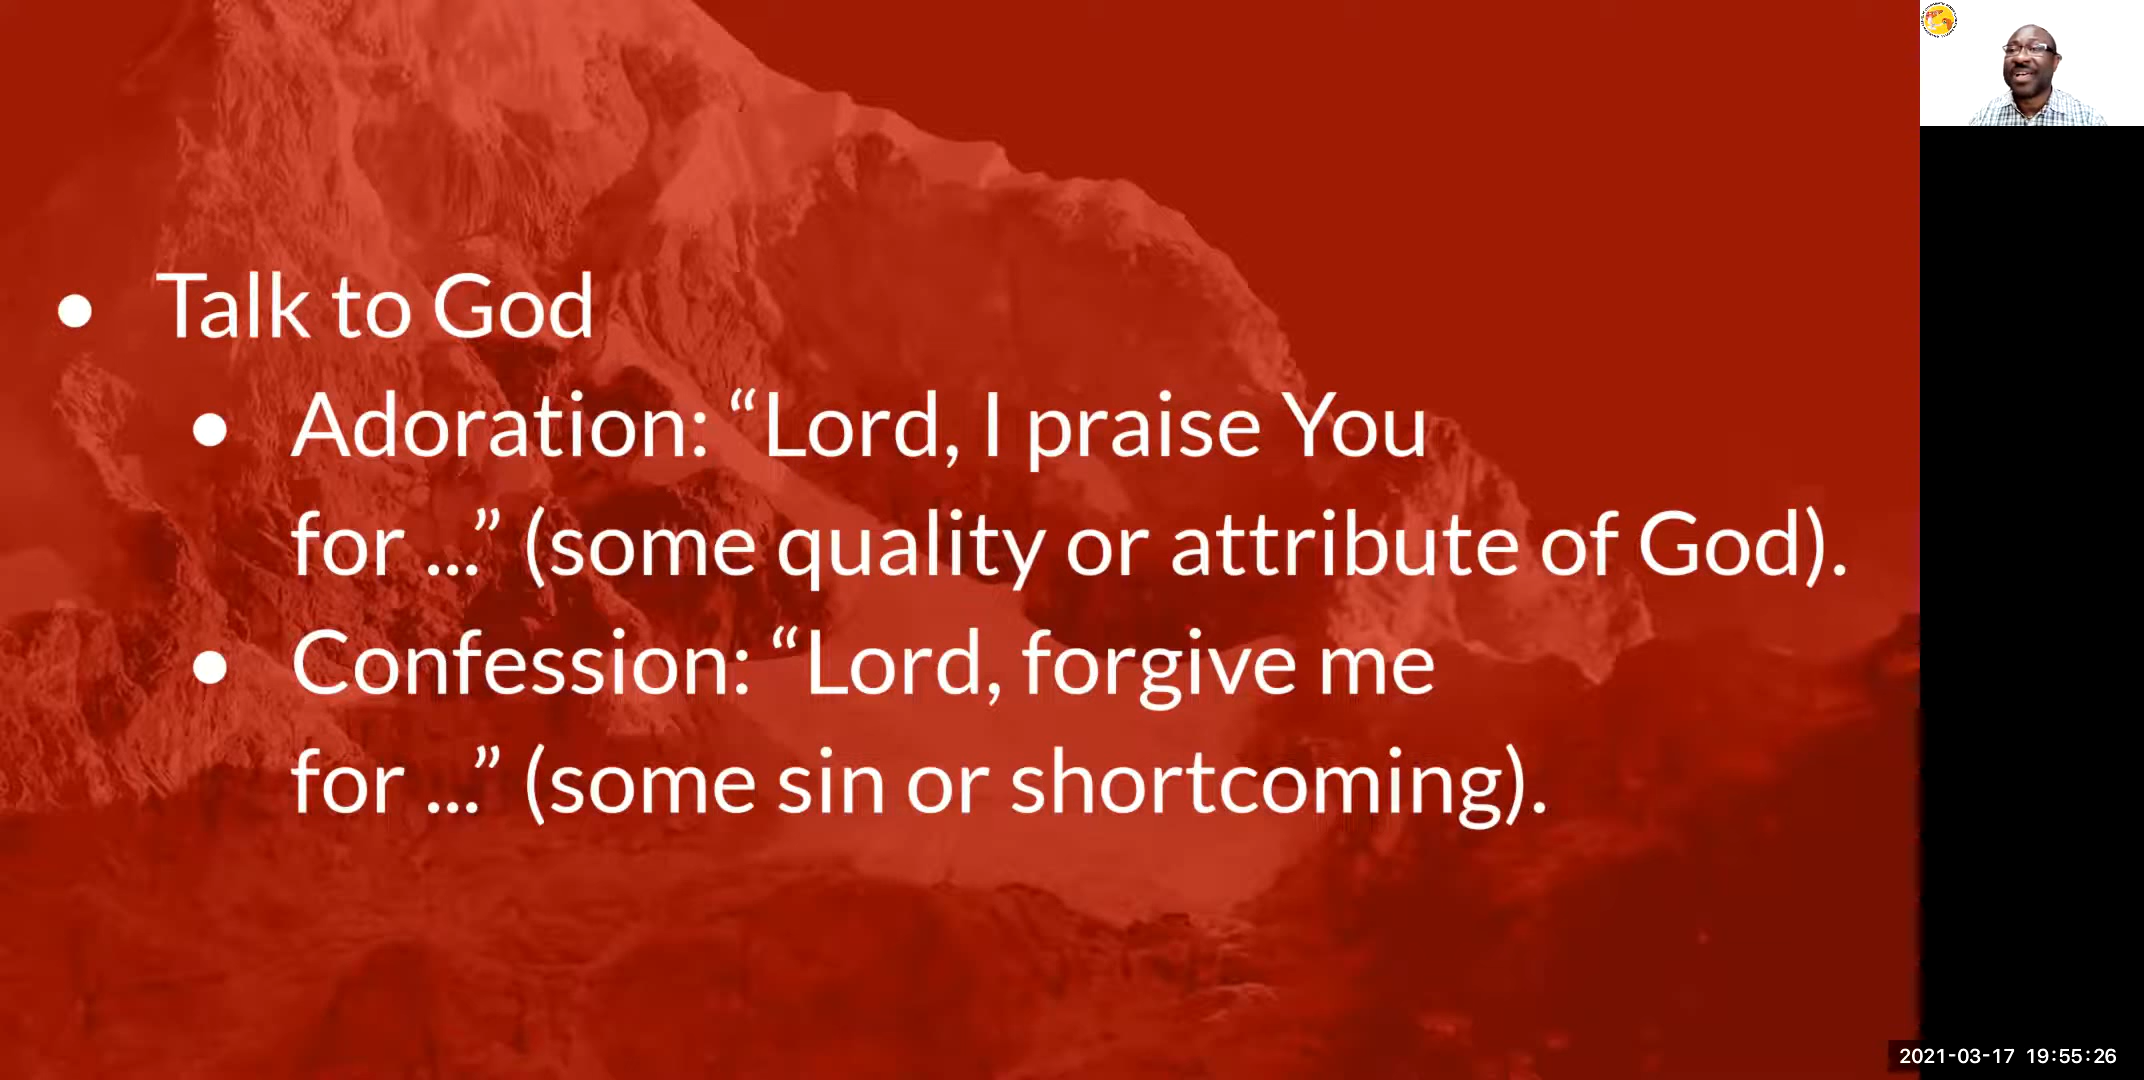 • Talk to God
• Adoration: “Lord, I praise You
for ...” (some quality or attribute of God).
• Confession: “Lord, forgive me
for ...” (some sin or shortcoming).
2021-03-17 19:55:26